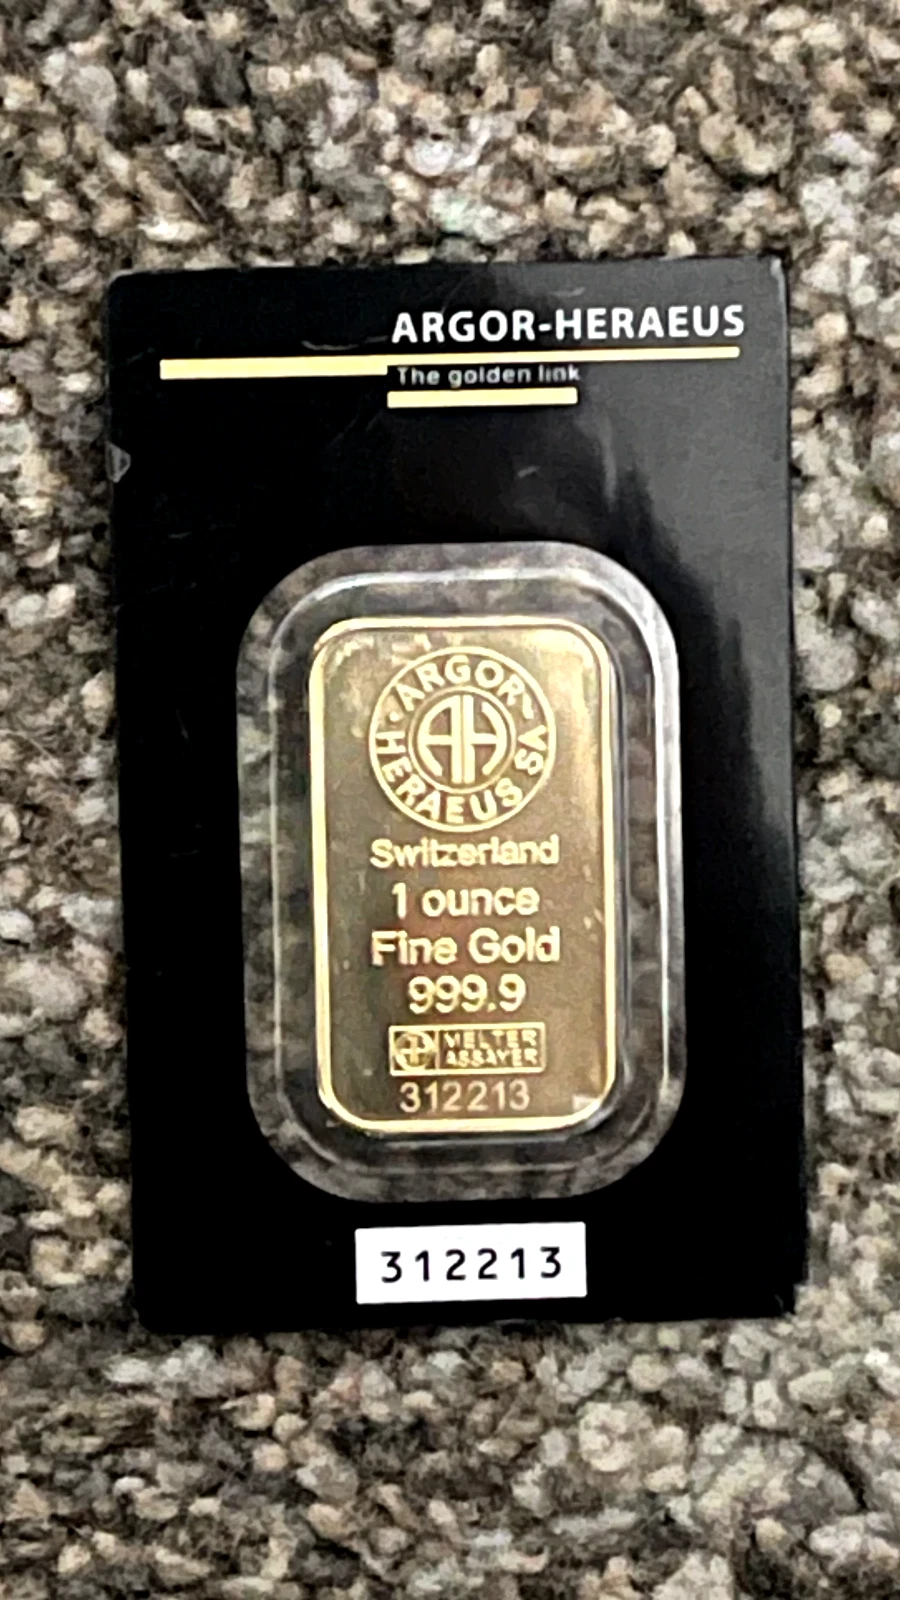 ARGOR-HERAEUS
The golden link
ARGOR
HERAEUS
SA
AH
Switzerland
1 ounce
Fine Gold
999.9
MELTER
ASSAYER
312213
312213